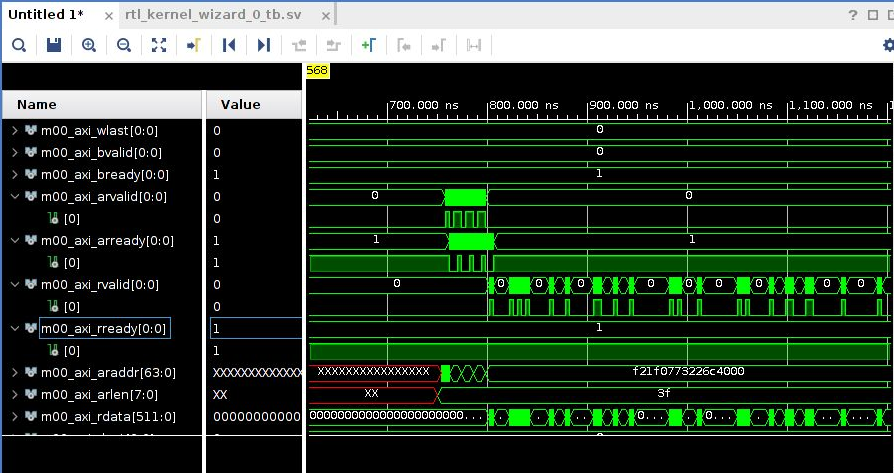 Untitled 1* × rtl_kernel_wizard_0_tb.sv × ?
568
Name Value
700.000 ns 800.000 ns 900.000 ns 1,000.000 ns 1,100.000 ns
m00_axi_wlast[0:0] 0 0
m00_axi_bvalid[0:0] 0 0
m00_axi_bready[0:0] 1 1
m00_axi_arvalid[0:0] 0 0 0
[0] 0
m00_axi_arready[0:0] 1 1 1
[0] 1
m00_axi_rvalid[0:0] 0 0 0 0 0 0 0 0 0 0 0
[0] 0
m00_axi_rready[0:0] 1 1
[0] 1
m00_axi_araddr[63:0] XXXXXXXXXXXXX XXXXXXXXXXXXXXXX f21f0773226c4000
m00_axi_arlen[7:0] XX XX 3f
m00_axi_rdata[511:0] 00000000000 0000000000000000000000... 0... 0...